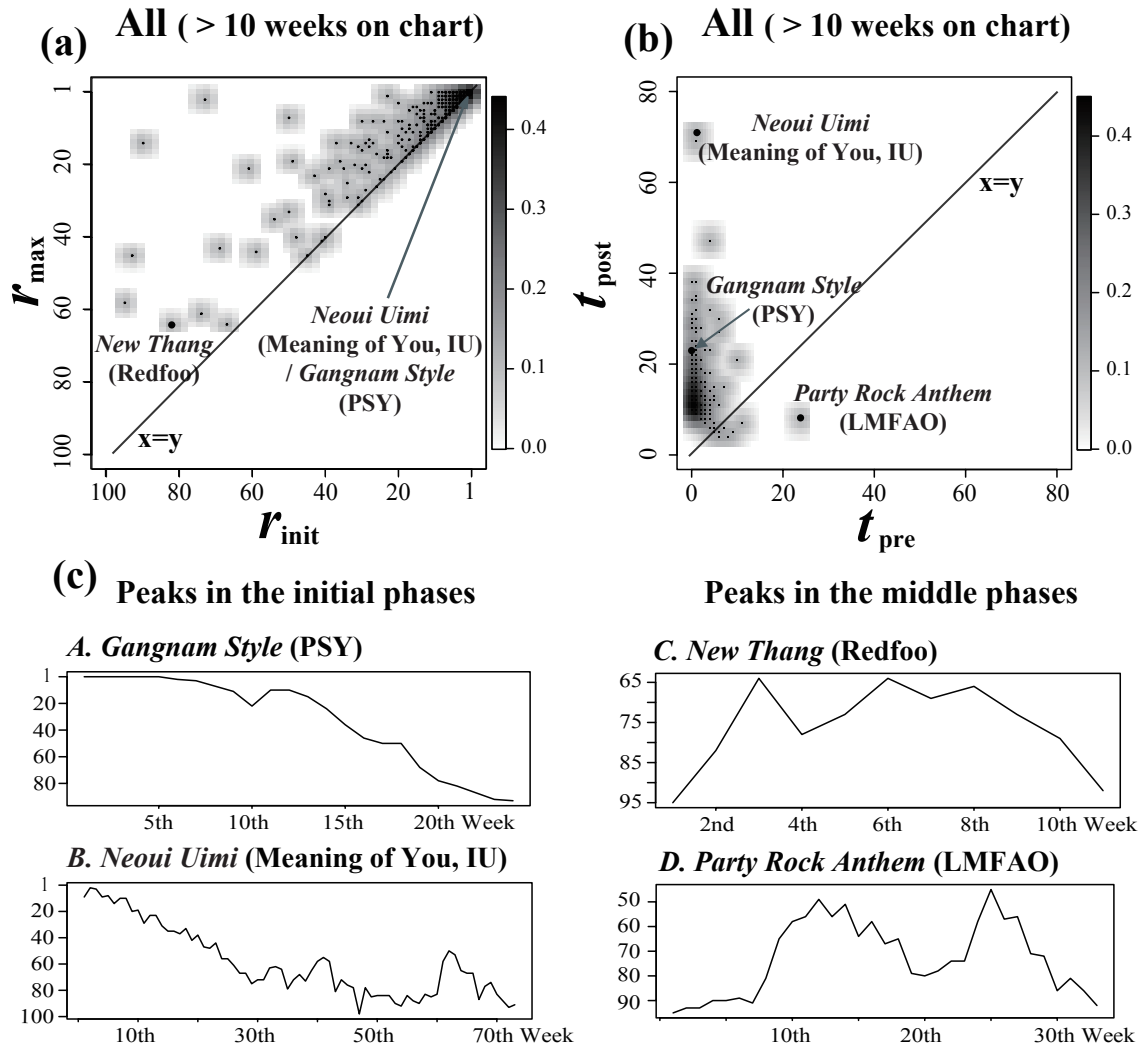 (a) All ( > 10 weeks on chart)
1
20
40
60
80
100
r max
100 80 60 40 20 1
r init
0.4
0.3
0.2
0.1
0.0
New Thang
(Redfoo)
Neoui Uimi
(Meaning of You, IU)
/ Gangnam Style
(PSY)
x=y
(b) All ( > 10 weeks on chart)
80
60
40
20
0
t post
0 20 40 60 80
t pre
0.4
0.3
0.2
0.1
0.0
Neoui Uimi
(Meaning of You, IU)
x=y
Gangnam Style
(PSY)
Party Rock Anthem
(LMFAO)
(c) Peaks in the initial phases
A. Gangnam Style (PSY)
1
20
40
60
80
5th 10th 15th 20th Week
B. Neoui Uimi (Meaning of You, IU)
1
20
40
60
80
100
10th 30th 50th 70th Week
Peaks in the middle phases
C. New Thang (Redfoo)
65
75
85
95
2nd 4th 6th 8th 10th Week
D. Party Rock Anthem (LMFAO)
50
60
70
80
90
10th 20th 30th Week